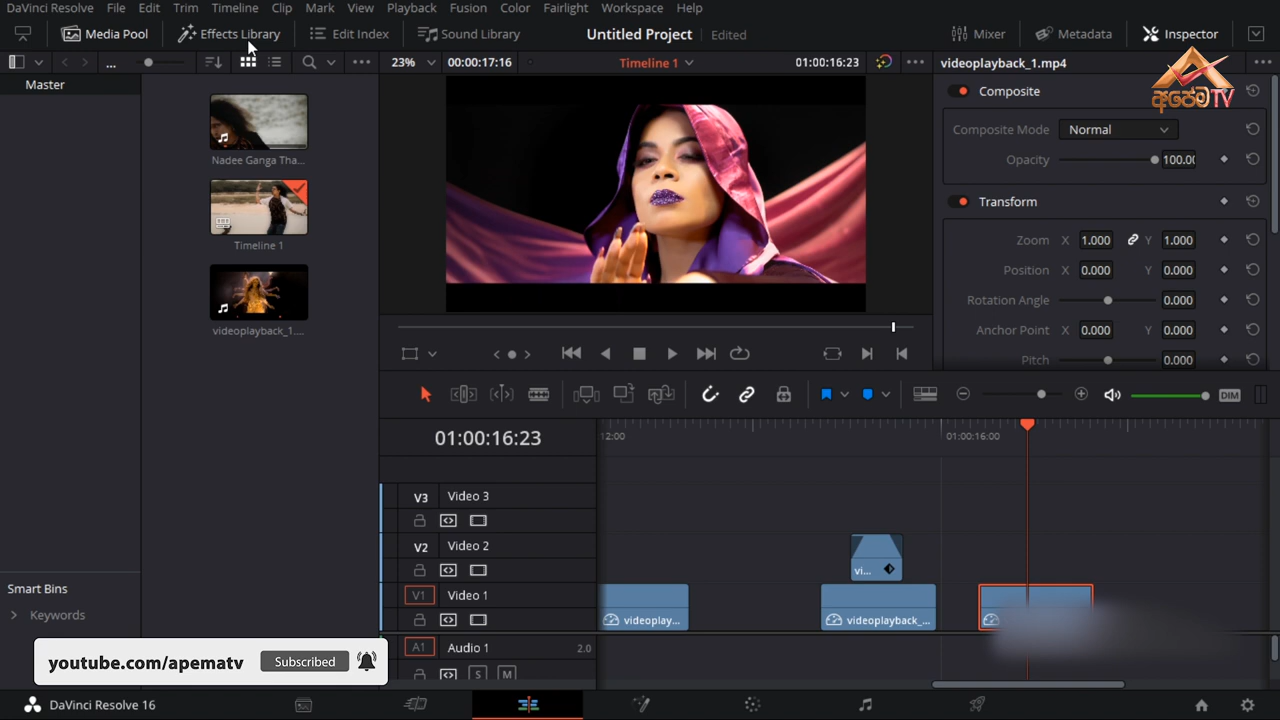 DaVinci Resolve File Edit Trim Timeline Clip Mark View Playback Fusion Color Fairlight Workspace Help
Media Pool Effects Library Edit Index Sound Library Untitled Project Edited Mixer Metadata Inspector
... 23% 00:00:17:16 Timeline 1 01:00:16:23 videoplayback_1.mp4
Master
අපේම TV
Composite
Composite Mode Normal
Opacity 100.00
Nadee Ganga Tha...
Transform
Zoom X 1.000 Y 1.000
Timeline 1
Position X 0.000 Y 0.000
Rotation Angle 0.000
Anchor Point X 0.000 Y 0.000
videoplayback_1....
Pitch 0.000
DIM
01:00:16:23
12:00 01:00:16:00
V3 Video 3
V2 Video 2
vi...
V1 Video 1
videoplay... videoplayback_...
A1 Audio 1 2.0
S M
Smart Bins
Keywords
youtube.com/apematv Subscribed
DaVinci Resolve 16